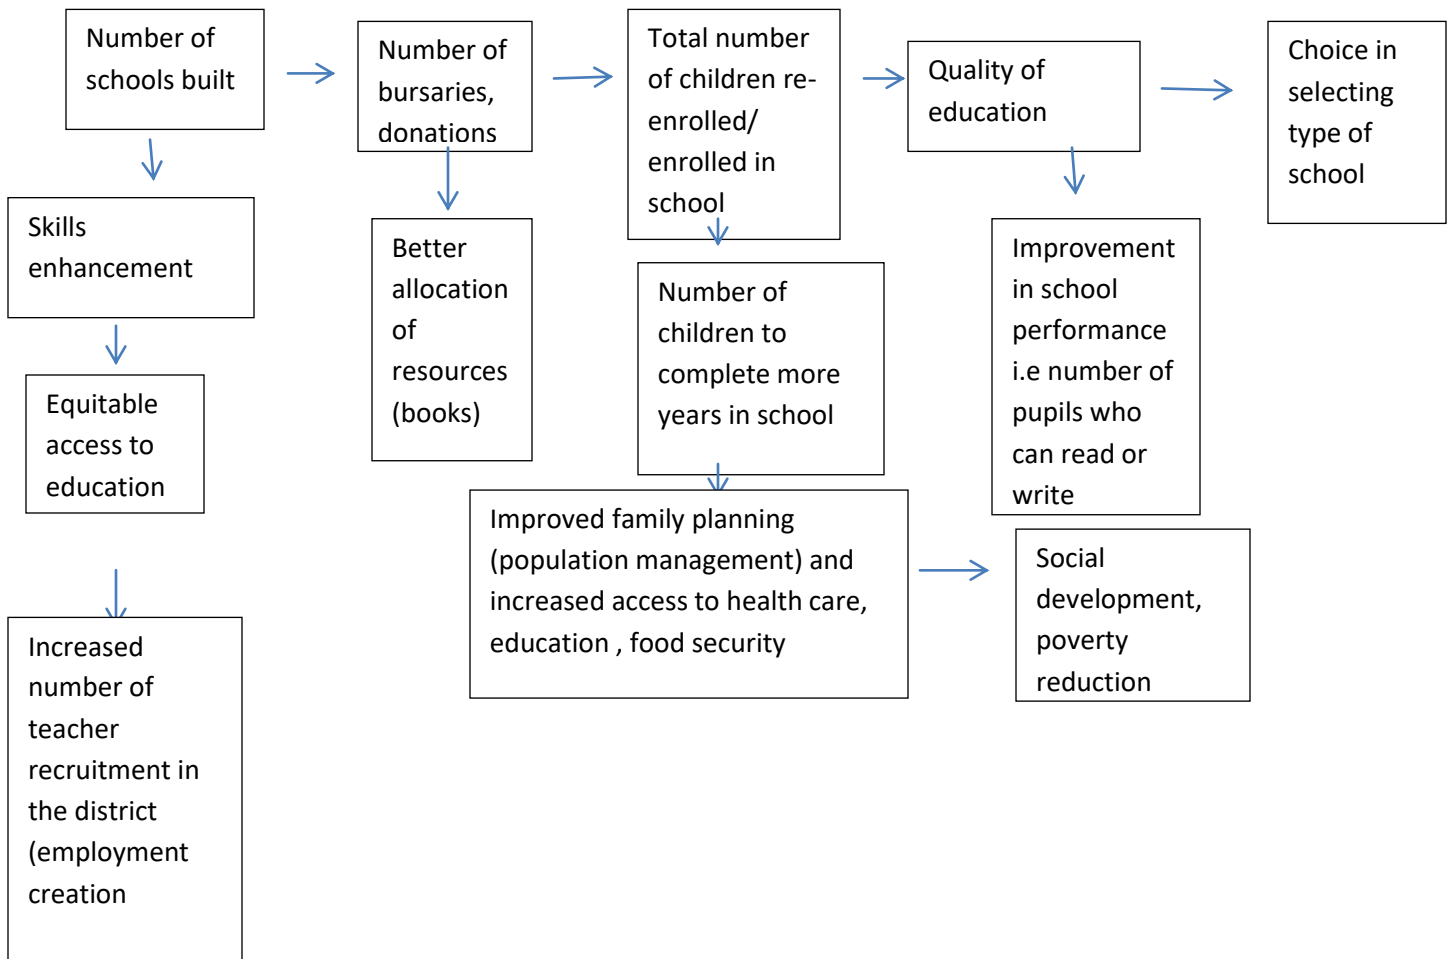 Number of
schools built
Number of
bursaries,
donations
Total number
of children re-
enrolled/
enrolled in
school
Quality of
education
Choice in
selecting
type of
school
Skills
enhancement
Better
allocation
of
resources
(books)
Number of
children to
complete more
years in school
Improvement
in school
performance
i.e number of
pupils who
can read or
write
Equitable
access to
education
Improved family planning
(population management) and
increased access to health care,
education , food security
Social
development,
poverty
reduction
Increased
number of
teacher
recruitment in
the district
(employment
creation